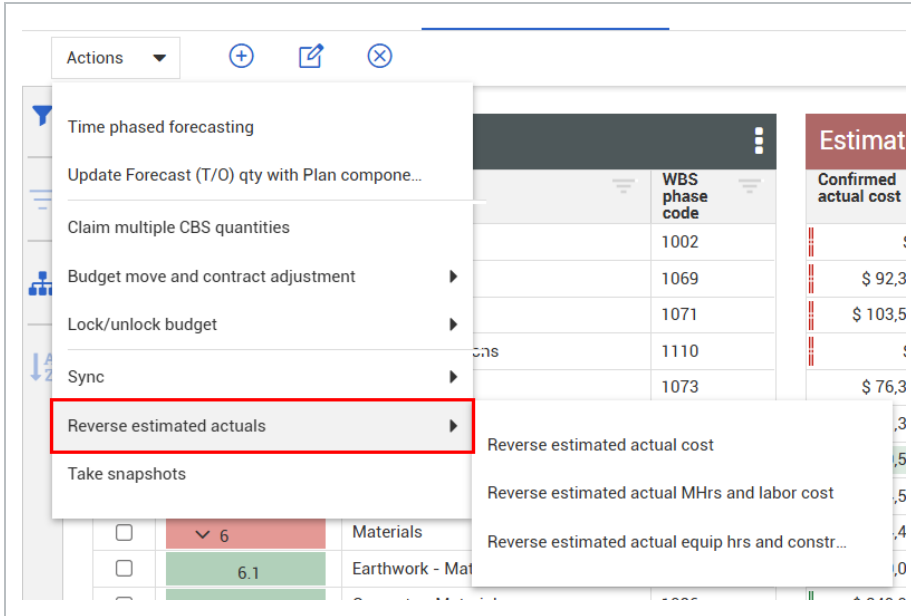 Actions
Time phased forecasting
Update Forecast (T/O) qty with Plan compone...
Claim multiple CBS quantities
Budget move and contract adjustment
Lock/unlock budget
Sync
Reverse estimated actuals
Take snapshots
Reverse estimated actual cost
Reverse estimated actual MHrs and labor cost
Reverse estimated actual equip hrs and constr...
WBS
phase
code
Estimat
Confirmed
actual cost
1002
1069 $ 92,3
1071 $ 103,5
1110
1073 $ 76,3
6 Materials
6.1 Earthwork - Mat